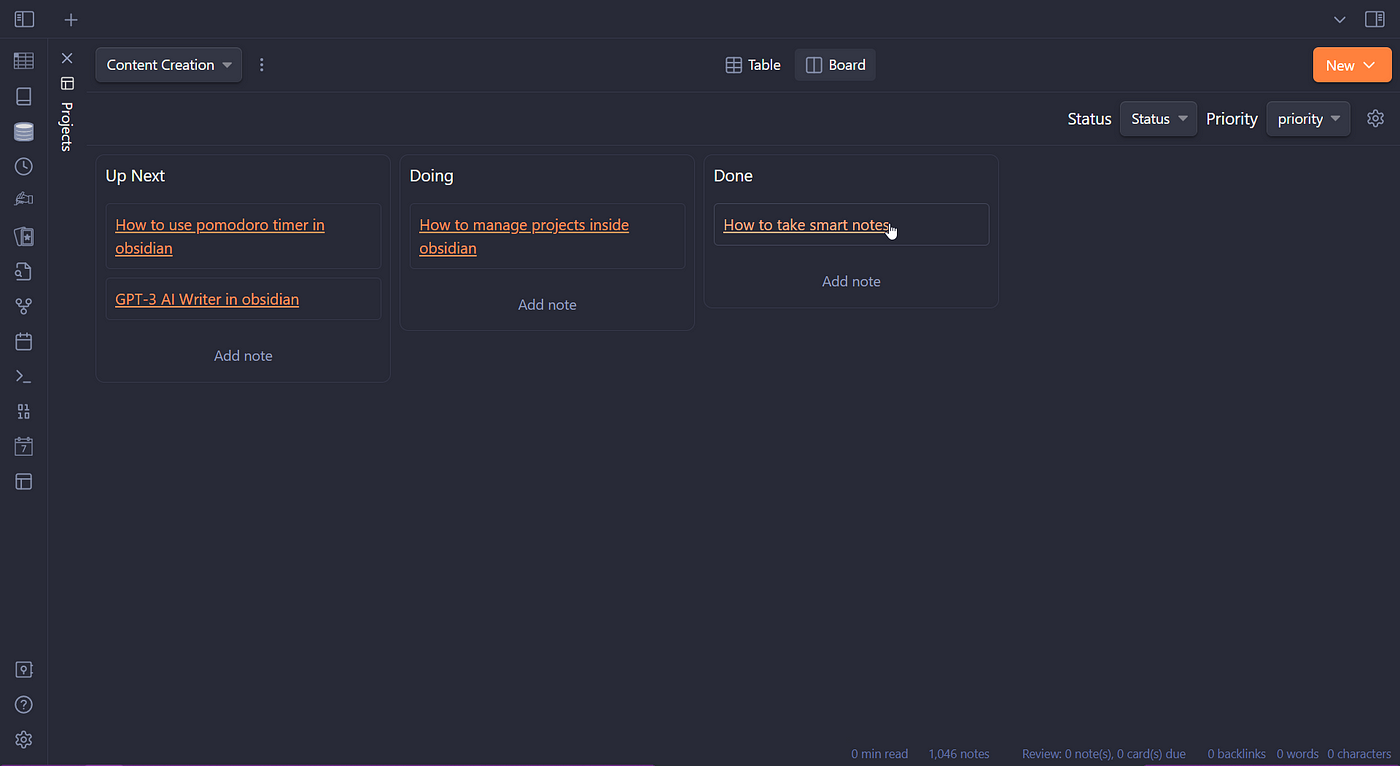 Projects
Content Creation
Table
Board
New
Status
Status
Priority
priority
Up Next
How to use pomodoro timer in
obsidian
GPT-3 AI Writer in obsidian
Add note
Doing
How to manage projects inside
obsidian
Add note
Done
How to take smart notes
Add note
01
10
7
0 min read
1,046 notes
Review: 0 note(s), 0 card(s) due
0 backlinks
0 words
0 characters